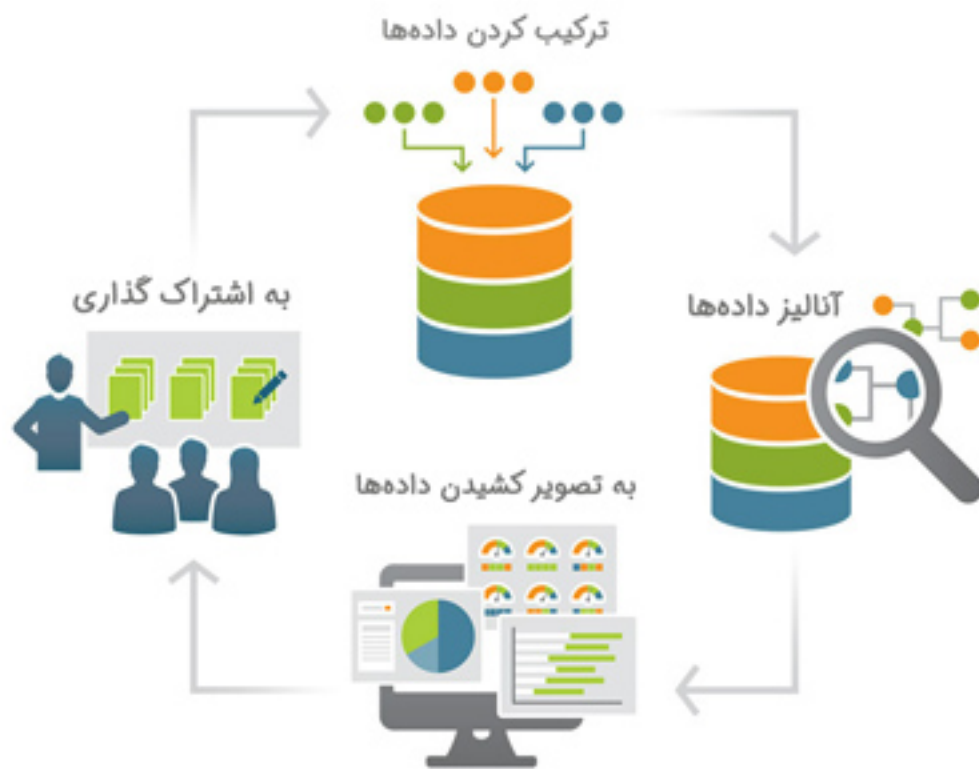 ترکیب کردن داده‌ها
آنالیز داده‌ها
به تصویر کشیدن داده‌ها
به اشتراک گذاری